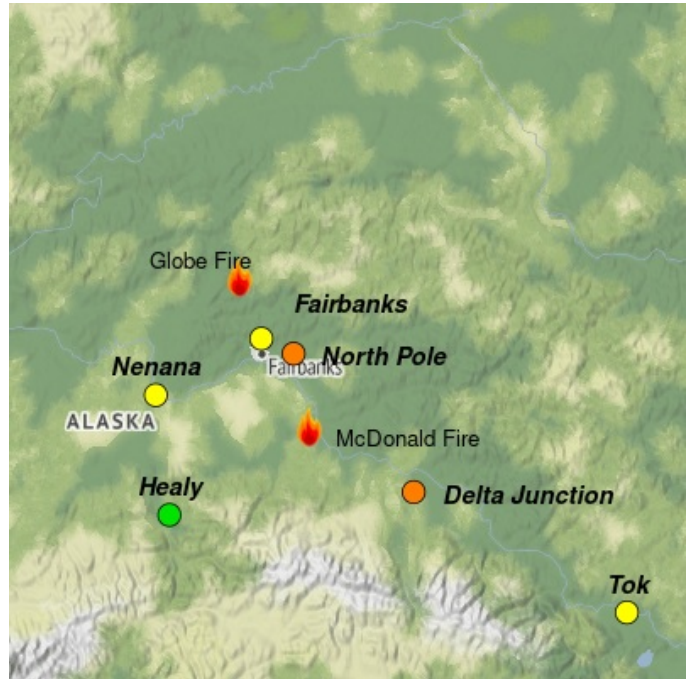 Globe Fire
Fairbanks
North Pole
Fairbanks
Nenana
ALASKA
McDonald Fire
Healy
Delta Junction
Tok